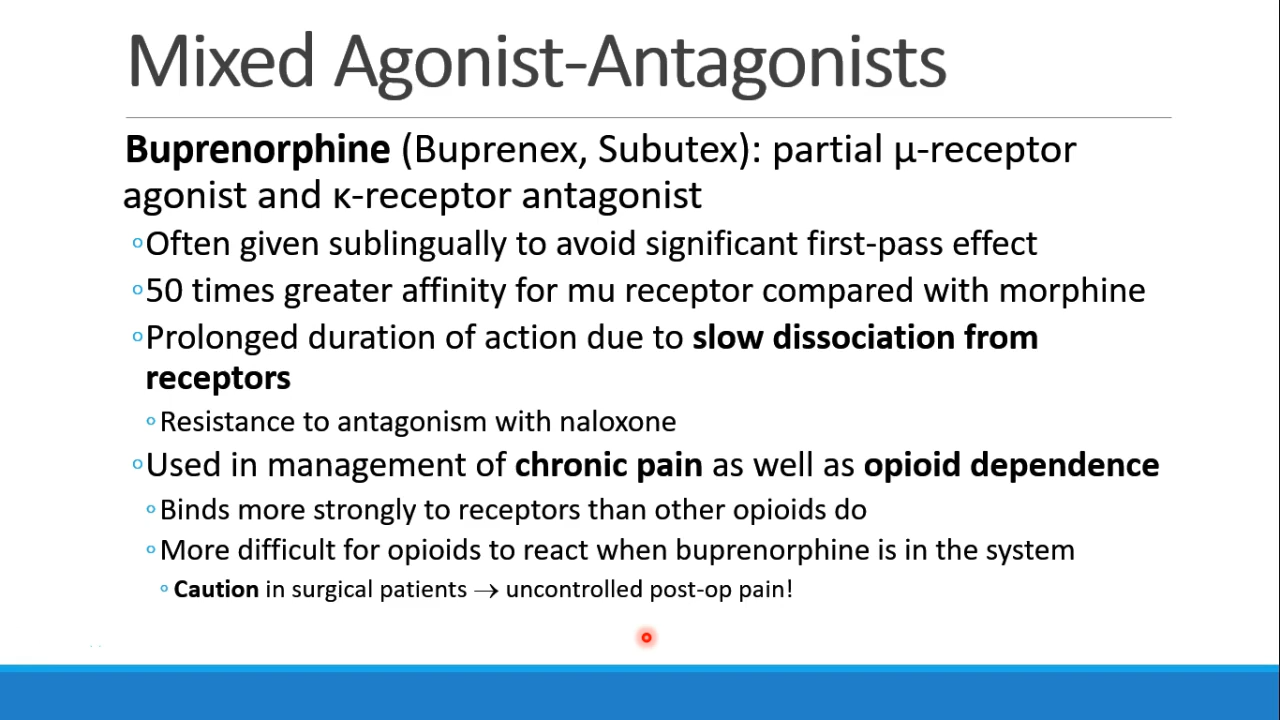 Mixed Agonist-Antagonists
Buprenorphine (Buprenex, Subutex): partial µ-receptor
agonist and κ-receptor antagonist
◦Often given sublingually to avoid significant first-pass effect
◦50 times greater affinity for mu receptor compared with morphine
◦Prolonged duration of action due to slow dissociation from
receptors
◦Resistance to antagonism with naloxone
◦Used in management of chronic pain as well as opioid dependence
◦Binds more strongly to receptors than other opioids do
◦More difficult for opioids to react when buprenorphine is in the system
◦Caution in surgical patients → uncontrolled post-op pain!